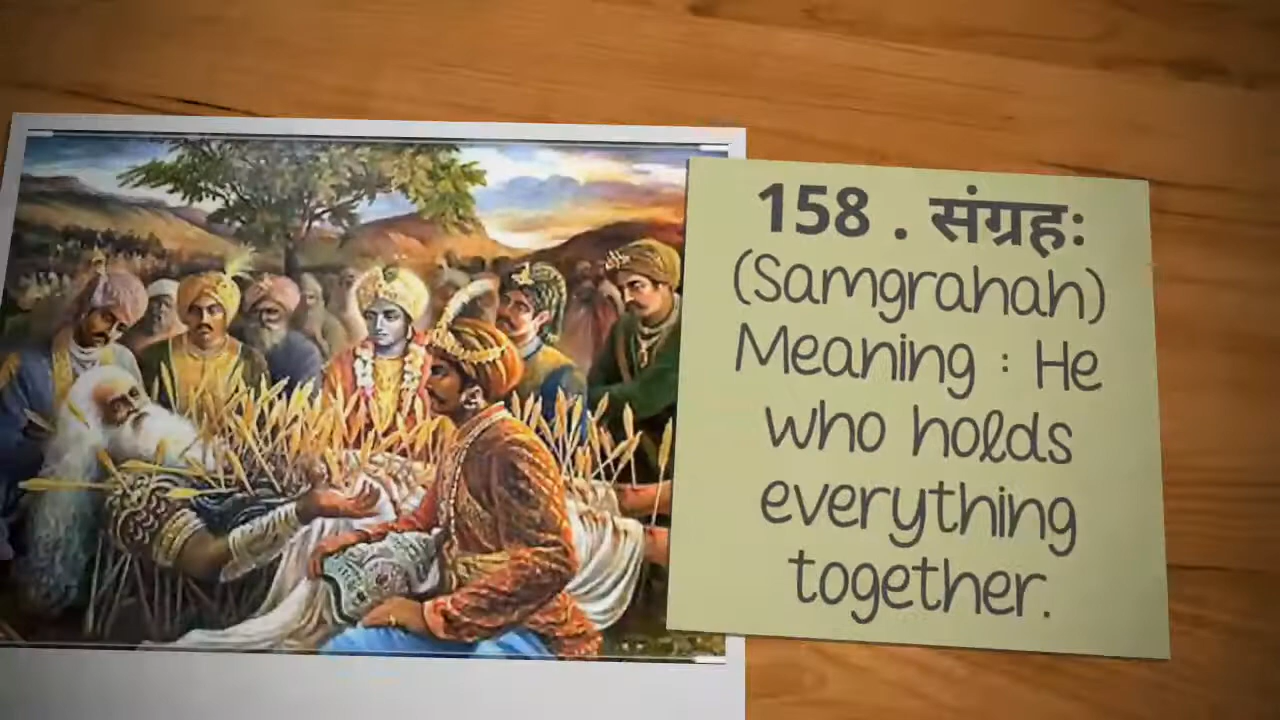 158 . संग्रहः
(Samgrahah)
Meaning : He
who holds
everything
together.